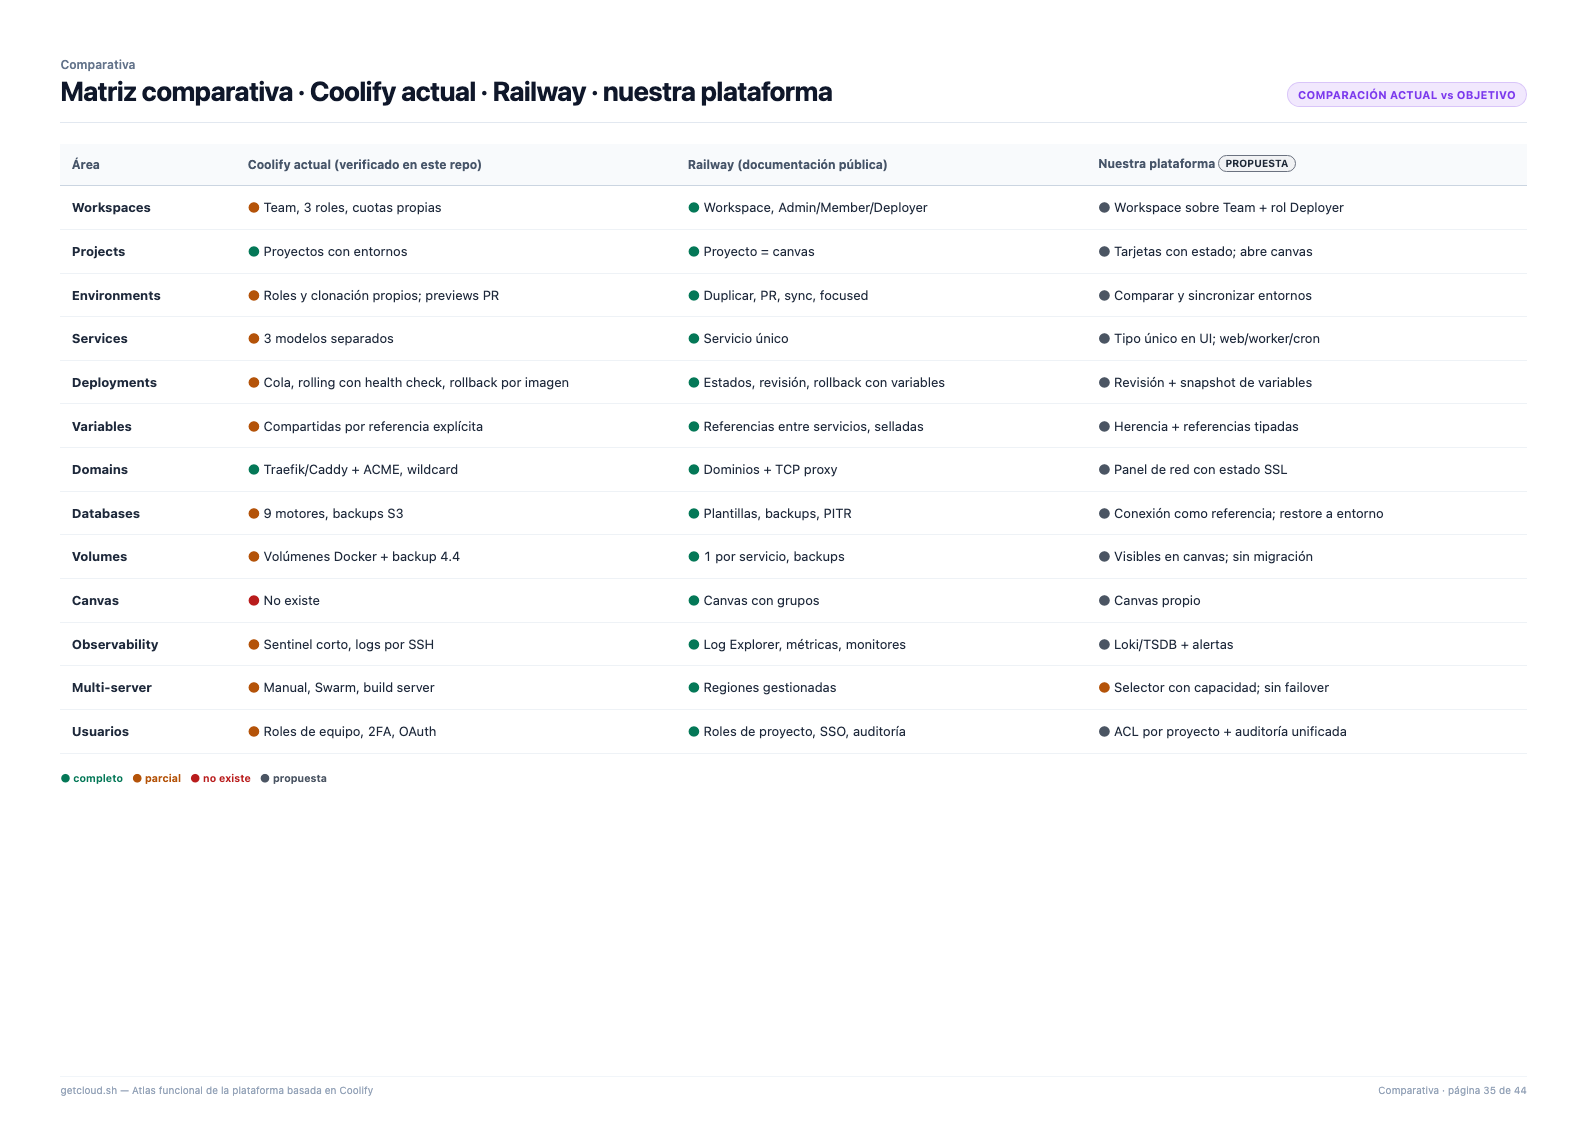 Comparativa
Matriz comparativa · Coolify actual · Railway · nuestra plataforma
COMPARACIÓN ACTUAL vs OBJETIVO
Área Coolify actual (verificado en este repo) Railway (documentación pública) Nuestra plataforma PROPUESTA
Workspaces Team, 3 roles, cuotas propias Workspace, Admin/Member/Deployer Workspace sobre Team + rol Deployer
Projects Proyectos con entornos Proyecto = canvas Tarjetas con estado; abre canvas
Environments Roles y clonación propios; previews PR Duplicar, PR, sync, focused Comparar y sincronizar entornos
Services 3 modelos separados Servicio único Tipo único en UI; web/worker/cron
Deployments Cola, rolling con health check, rollback por imagen Estados, revisión, rollback con variables Revisión + snapshot de variables
Variables Compartidas por referencia explícita Referencias entre servicios, selladas Herencia + referencias tipadas
Domains Traefik/Caddy + ACME, wildcard Dominios + TCP proxy Panel de red con estado SSL
Databases 9 motores, backups S3 Plantillas, backups, PITR Conexión como referencia; restore a entorno
Volumes Volúmenes Docker + backup 4.4 1 por servicio, backups Visibles en canvas; sin migración
Canvas No existe Canvas con grupos Canvas propio
Observability Sentinel corto, logs por SSH Log Explorer, métricas, monitores Loki/TSDB + alertas
Multi-server Manual, Swarm, build server Regiones gestionadas Selector con capacidad; sin failover
Usuarios Roles de equipo, 2FA, OAuth Roles de proyecto, SSO, auditoría ACL por proyecto + auditoría unificada
completo parcial no existe propuesta
getcloud.sh — Atlas funcional de la plataforma basada en Coolify
Comparativa · página 35 de 44